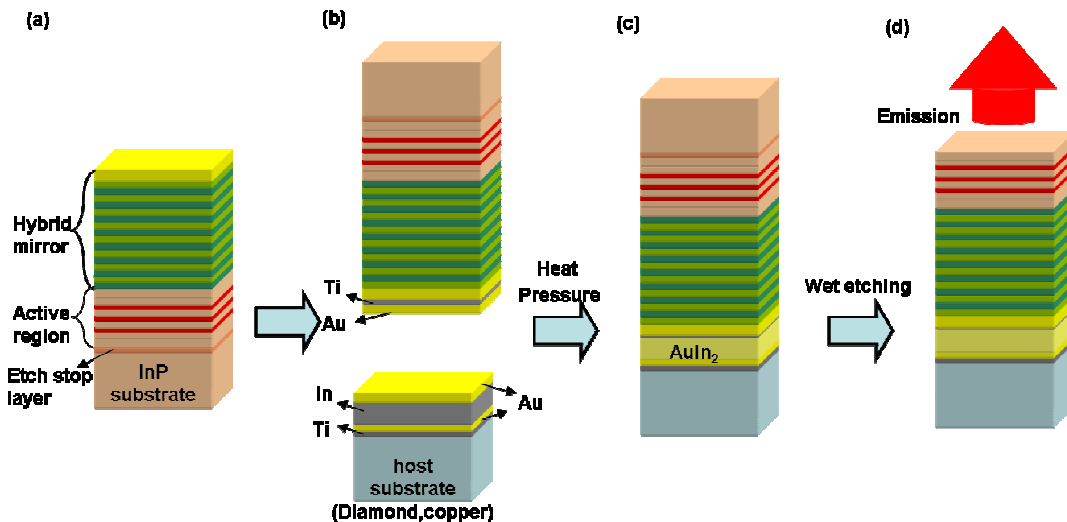 (a)
(b)
(c)
(d)
Emission
Hybrid
mirror
Active
region
Etch stop
layer
InP
substrate
Ti
Au
In
Ti
Au
host
substrate
(Diamond,copper)
Heat
Pressure
AuIn₂
Wet etching